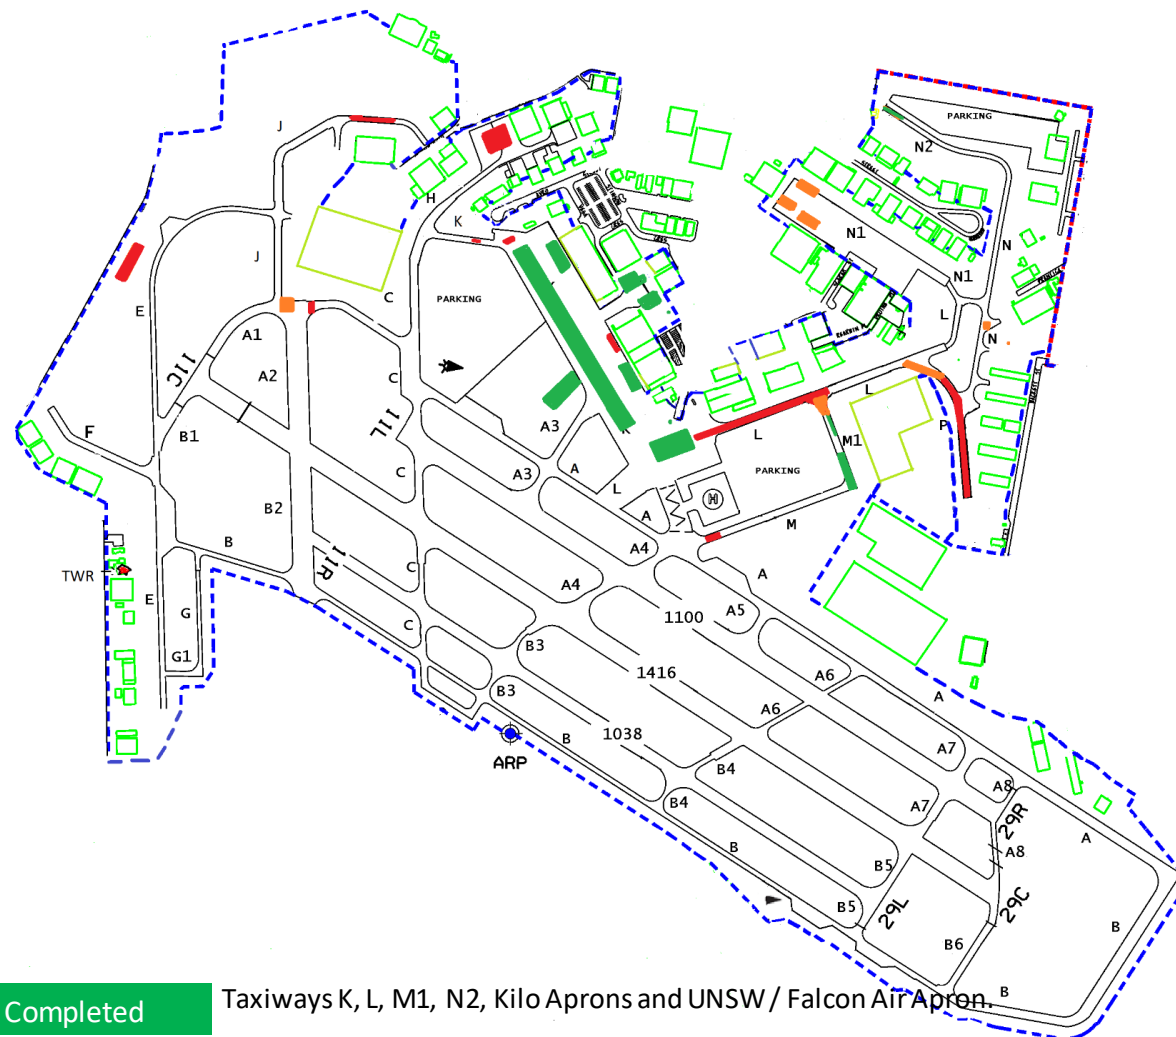 J
PARKING
N2
H
K
N1
N
J
N1
E
C
PARKING
L
A1
N
11C
A2
C
L
11L
F
B1
A3
P
L
M1
A
A3
C
PARKING
L
H
B2
A
M
B
A4
11R
C
A
TWR
A4
E
G
A5
1100
C
G1
B3
1416
A6
B3
A6
A
1038
B
A7
ARP
B4
A8
B4
A7
29R
A
B
A8
B5
B5
29L
29C
B
B6
B
Completed
Taxiways K, L, M1, N2, Kilo Aprons and UNSW / Falcon Air Apron.